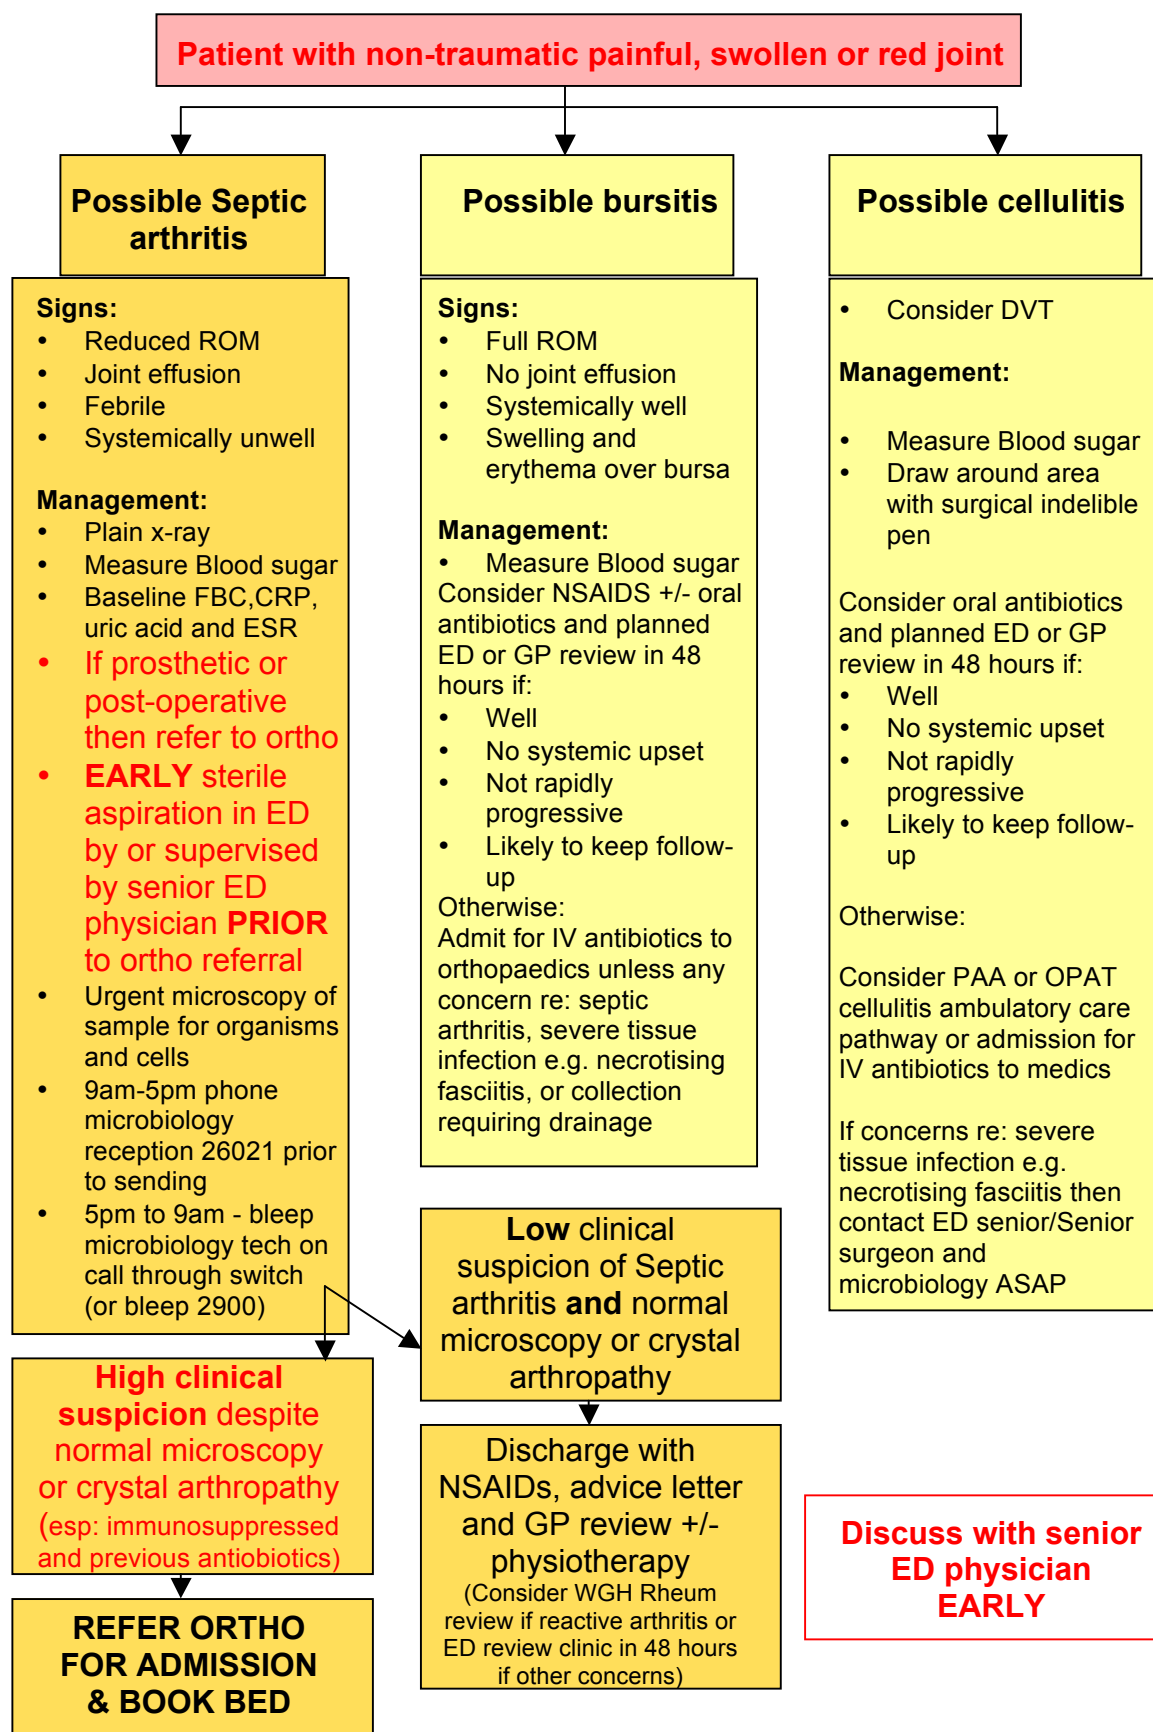 Patient with non-traumatic painful, swollen or red joint
Possible Septic
arthritis
Signs:
• Reduced ROM
• Joint effusion
• Febrile
• Systemically unwell
Management:
• Plain x-ray
• Measure Blood sugar
• Baseline FBC,CRP,
uric acid and ESR
• If prosthetic or
post-operative
then refer to ortho
• EARLY sterile
aspiration in ED
by or supervised
by senior ED
physician PRIOR
to ortho referral
• Urgent microscopy of
sample for organisms
and cells
• 9am-5pm phone
microbiology
reception 26021 prior
to sending
• 5pm to 9am - bleep
microbiology tech on
call through switch
(or bleep 2900)
High clinical
suspicion despite
normal microscopy
or crystal arthropathy
(esp: immunosuppressed
and previous antiobiotics)
REFER ORTHO
FOR ADMISSION
& BOOK BED
Possible bursitis
Signs:
• Full ROM
• No joint effusion
• Systemically well
• Swelling and
erythema over bursa
Management:
• Measure Blood sugar
Consider NSAIDS +/- oral
antibiotics and planned
ED or GP review in 48
hours if:
• Well
• No systemic upset
• Not rapidly
progressive
• Likely to keep follow-
up
Otherwise:
Admit for IV antibiotics to
orthopaedics unless any
concern re: septic
arthritis, severe tissue
infection e.g. necrotising
fasciitis, or collection
requiring drainage
Low clinical
suspicion of Septic
arthritis and normal
microscopy or crystal
arthropathy
Discharge with
NSAIDs, advice letter
and GP review +/-
physiotherapy
(Consider WGH Rheum
review if reactive arthritis or
ED review clinic in 48 hours
if other concerns)
Possible cellulitis
• Consider DVT
Management:
• Measure Blood sugar
• Draw around area
with surgical indelible
pen
Consider oral antibiotics
and planned ED or GP
review in 48 hours if:
• Well
• No systemic upset
• Not rapidly
progressive
• Likely to keep follow-
up
Otherwise:
Consider PAA or OPAT
cellulitis ambulatory care
pathway or admission for
IV antibiotics to medics
If concerns re: severe
tissue infection e.g.
necrotising fasciitis then
contact ED senior/Senior
surgeon and
microbiology ASAP
Discuss with senior
ED physician
EARLY